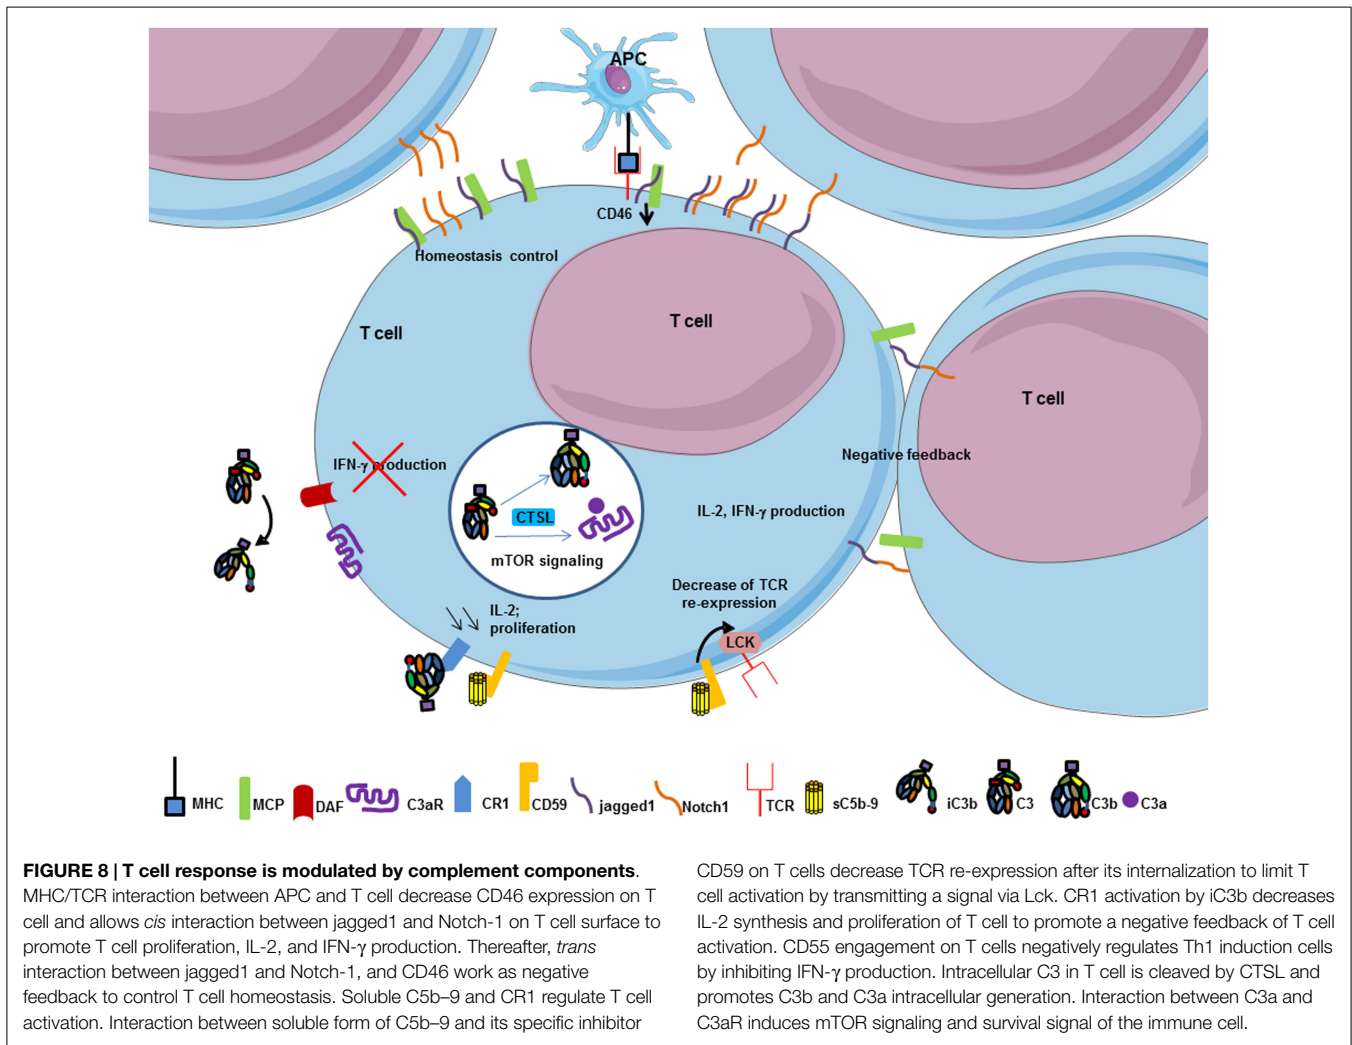 APC
CD46
Homeostasis control
T cell
T cell
T cell
Negative feedback
IFN-γ production
CTSL
mTOR signaling
IL-2, IFN-γ production
Decrease of TCR
re-expression
IL-2;
proliferation
LCK
MHC
MCP
DAF
C3aR
CR1
CD59
jagged1
Notch1
TCR
sC5b-9
iC3b
C3
C3b
C3a
FIGURE 8 | T cell response is modulated by complement components.
MHC/TCR interaction between APC and T cell decrease CD46 expression on T
cell and allows cis interaction between jagged1 and Notch-1 on T cell surface to
promote T cell proliferation, IL-2, and IFN-γ production. Thereafter, trans
interaction between jagged1 and Notch-1, and CD46 work as negative
feedback to control T cell homeostasis. Soluble C5b–9 and CR1 regulate T cell
activation. Interaction between soluble form of C5b–9 and its specific inhibitor
CD59 on T cells decrease TCR re-expression after its internalization to limit T
cell activation by transmitting a signal via Lck. CR1 activation by iC3b decreases
IL-2 synthesis and proliferation of T cell to promote a negative feedback of T cell
activation. CD55 engagement on T cells negatively regulates Th1 induction cells
by inhibiting IFN-γ production. Intracellular C3 in T cell is cleaved by CTSL and
promotes C3b and C3a intracellular generation. Interaction between C3a and
C3aR induces mTOR signaling and survival signal of the immune cell.